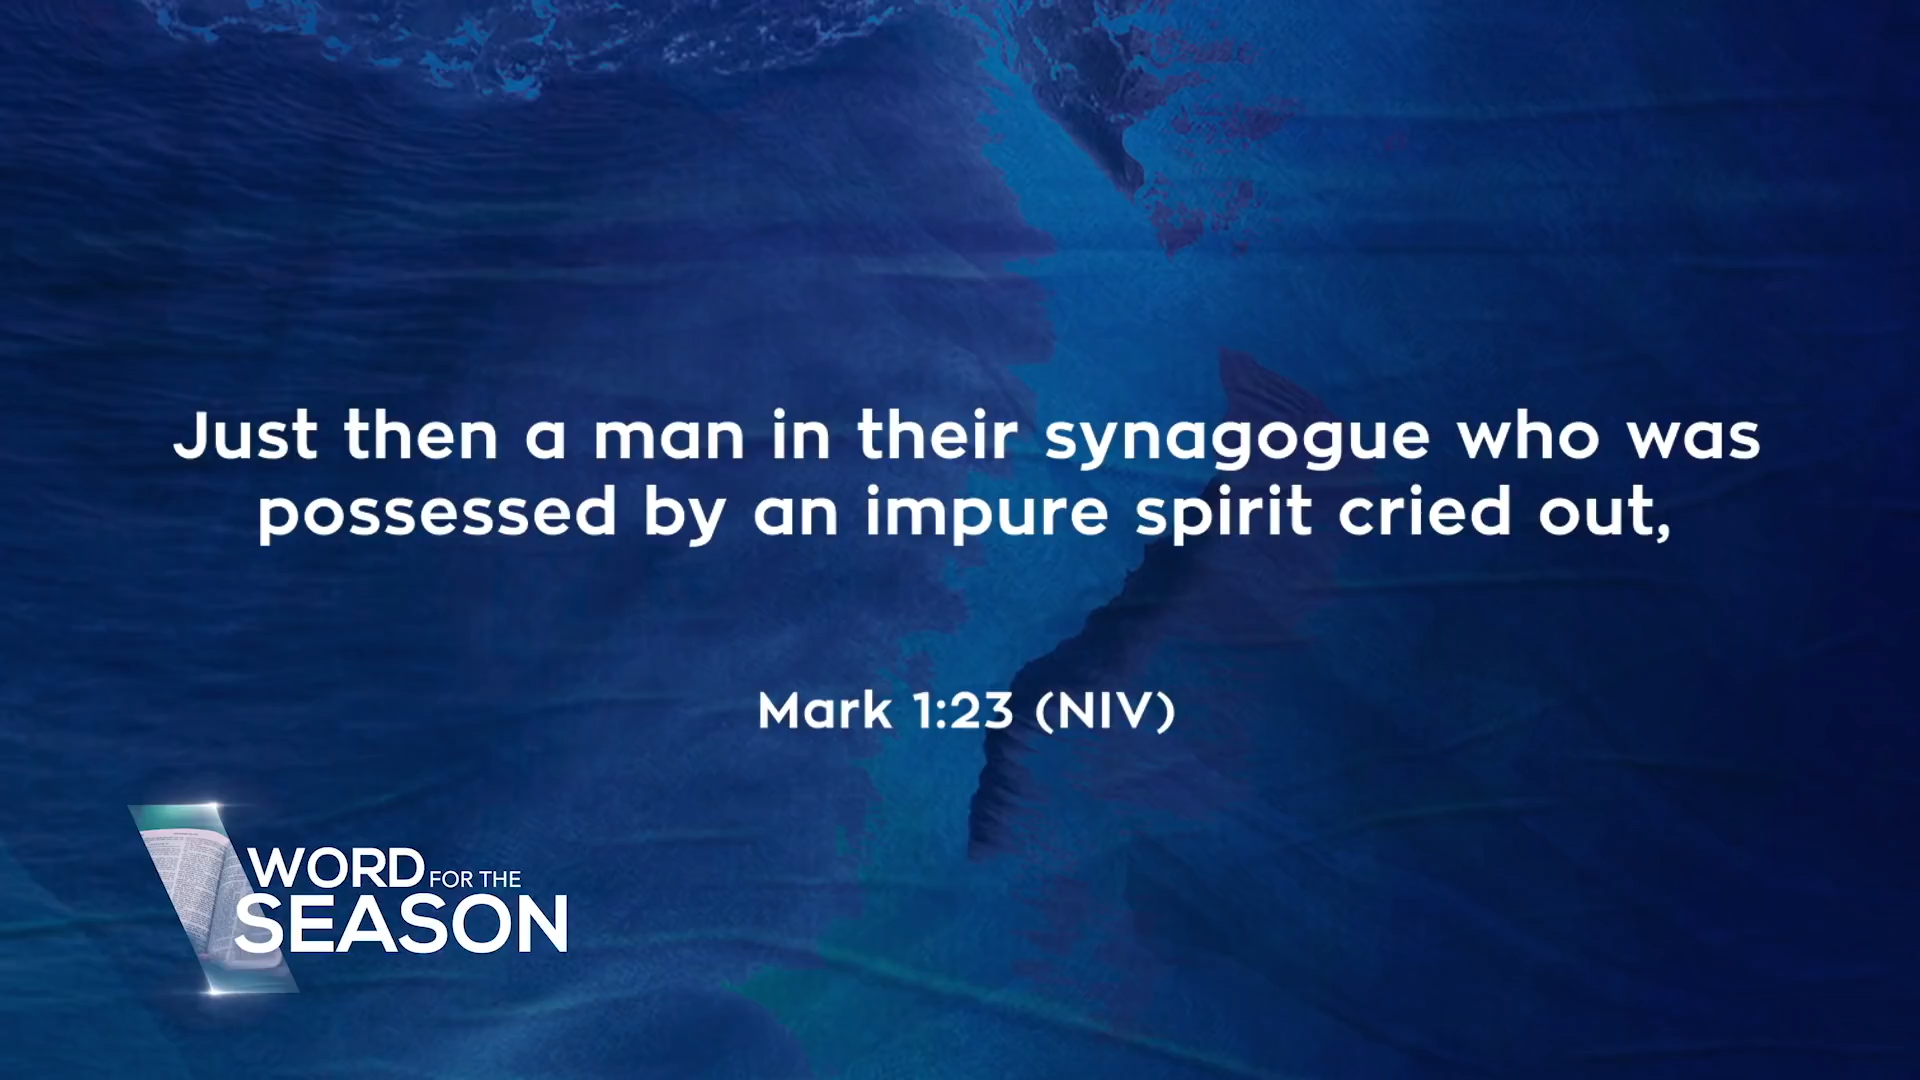 Just then a man in their synagogue who was
possessed by an impure spirit cried out,
Mark 1:23 (NIV)
WORD FOR THE
SEASON